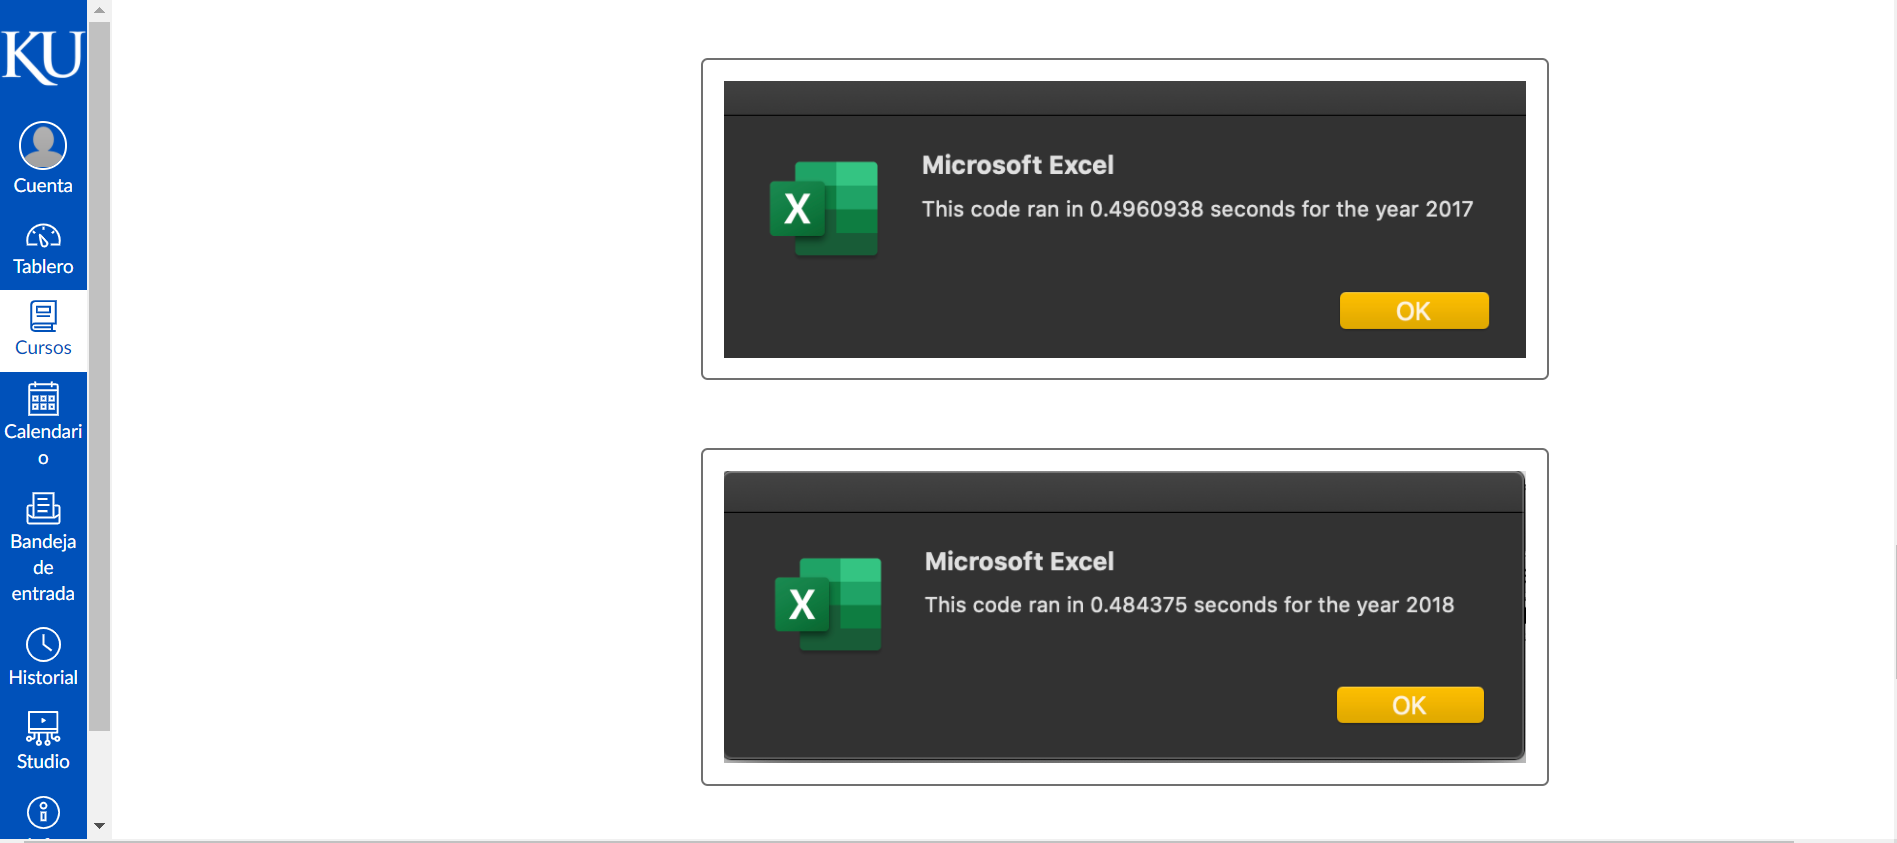 KU
Cuenta
Tablero
Cursos
Calendari
o
Bandeja
de
entrada
Historial
Studio
Microsoft Excel
This code ran in 0.4960938 seconds for the year 2017
OK
Microsoft Excel
This code ran in 0.484375 seconds for the year 2018
OK